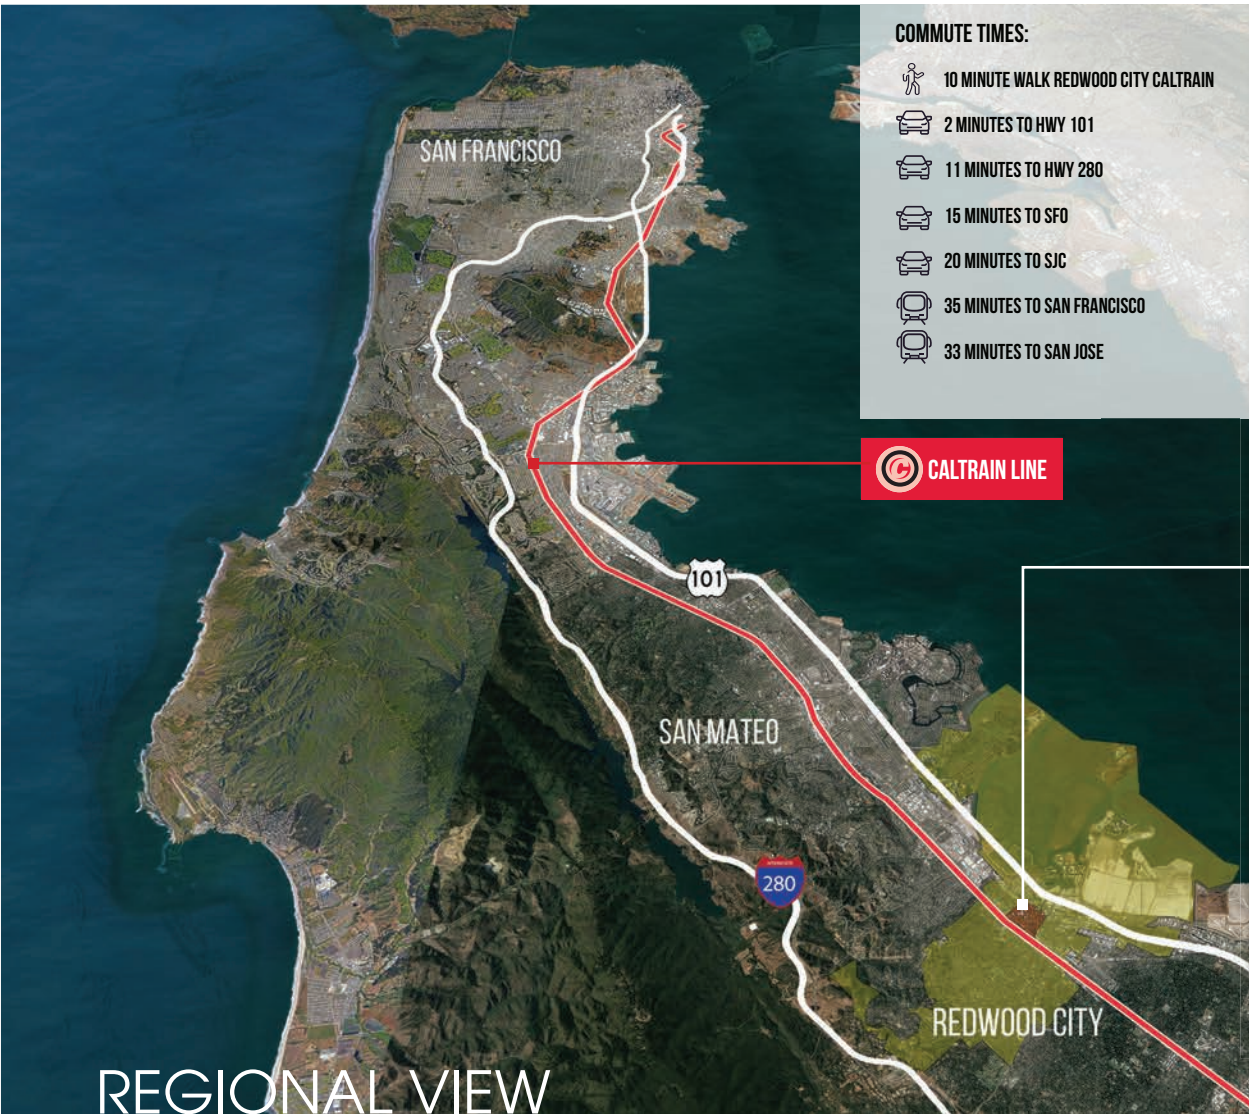 COMMUTE TIMES:
10 MINUTE WALK REDWOOD CITY CALTRAIN
2 MINUTES TO HWY 101
11 MINUTES TO HWY 280
15 MINUTES TO SFO
20 MINUTES TO SJC
35 MINUTES TO SAN FRANCISCO
33 MINUTES TO SAN JOSE
SAN FRANCISCO
C CALTRAIN LINE
101
SAN MATEO
INTERSTATE
280
REDWOOD CITY
REGIONAL VIEW